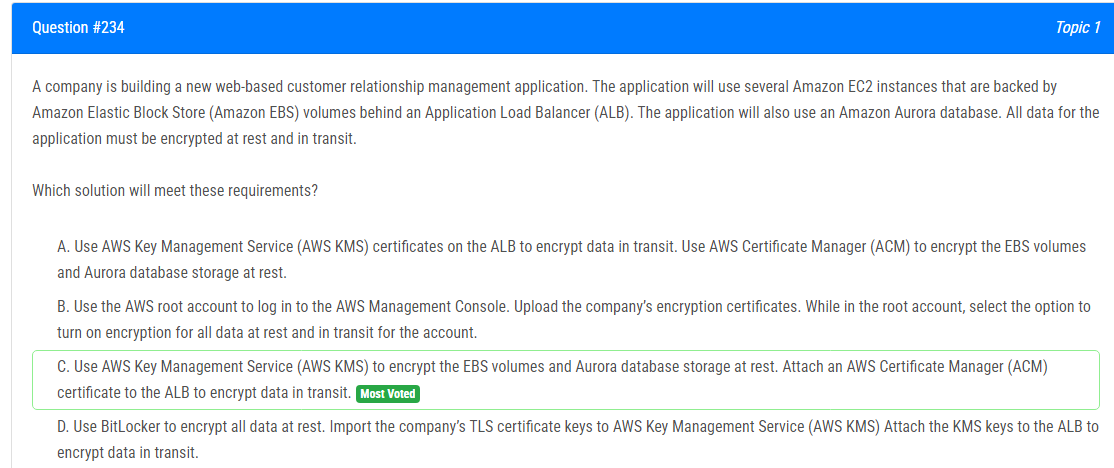 Question #234
Topic 1
A company is building a new web-based customer relationship management application. The application will use several Amazon EC2 instances that are backed by
Amazon Elastic Block Store (Amazon EBS) volumes behind an Application Load Balancer (ALB). The application will also use an Amazon Aurora database. All data for the
application must be encrypted at rest and in transit.
Which solution will meet these requirements?
A. Use AWS Key Management Service (AWS KMS) certificates on the ALB to encrypt data in transit. Use AWS Certificate Manager (ACM) to encrypt the EBS volumes
and Aurora database storage at rest.
B. Use the AWS root account to log in to the AWS Management Console. Upload the company’s encryption certificates. While in the root account, select the option to
turn on encryption for all data at rest and in transit for the account.
C. Use AWS Key Management Service (AWS KMS) to encrypt the EBS volumes and Aurora database storage at rest. Attach an AWS Certificate Manager (ACM)
certificate to the ALB to encrypt data in transit. Most Voted
D. Use BitLocker to encrypt all data at rest. Import the company’s TLS certificate keys to AWS Key Management Service (AWS KMS) Attach the KMS keys to the ALB to
encrypt data in transit.